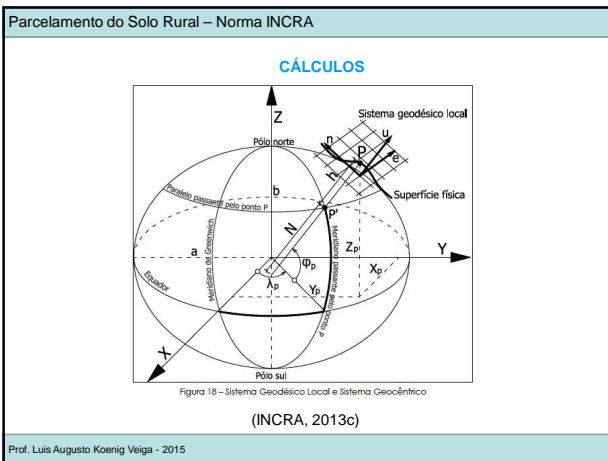 Parcelamento do Solo Rural – Norma INCRA
CÁLCULOS
Z
Sistema geodésico local
n
u
Pólo norte
P
e
h
Paralelo passante pelo ponto P
b
Superfície física
P'
N
Meridiano de Greenwich
Meridiano passante pelo ponto P
a
Zp
Y
φp
Xp
Equador
λp
Yp
X
Pólo sul
Figura 18 – Sistema Geodésico Local e Sistema Geocêntrico
(INCRA, 2013c)
Prof. Luis Augusto Koenig Veiga - 2015